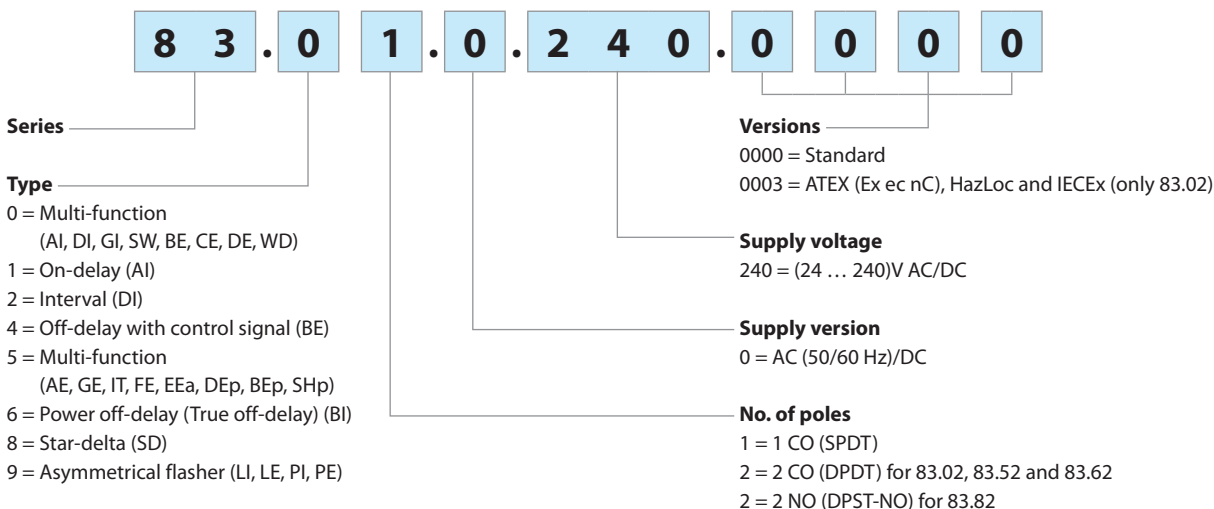 8 3 . 0 1 . 0 . 2 4 0 . 0 0 0 0
Series
Type
0 = Multi-function
(AI, DI, GI, SW, BE, CE, DE, WD)
1 = On-delay (AI)
2 = Interval (DI)
4 = Off-delay with control signal (BE)
5 = Multi-function
(AE, GE, IT, FE, EEa, DEp, BEp, SHp)
6 = Power off-delay (True off-delay) (BI)
8 = Star-delta (SD)
9 = Asymmetrical flasher (LI, LE, PI, PE)
Versions
0000 = Standard
0003 = ATEX (Ex ec nC), HazLoc and IECEx (only 83.02)
Supply voltage
240 = (24 … 240)V AC/DC
Supply version
0 = AC (50/60 Hz)/DC
No. of poles
1 = 1 CO (SPDT)
2 = 2 CO (DPDT) for 83.02, 83.52 and 83.62
2 = 2 NO (DPST-NO) for 83.82